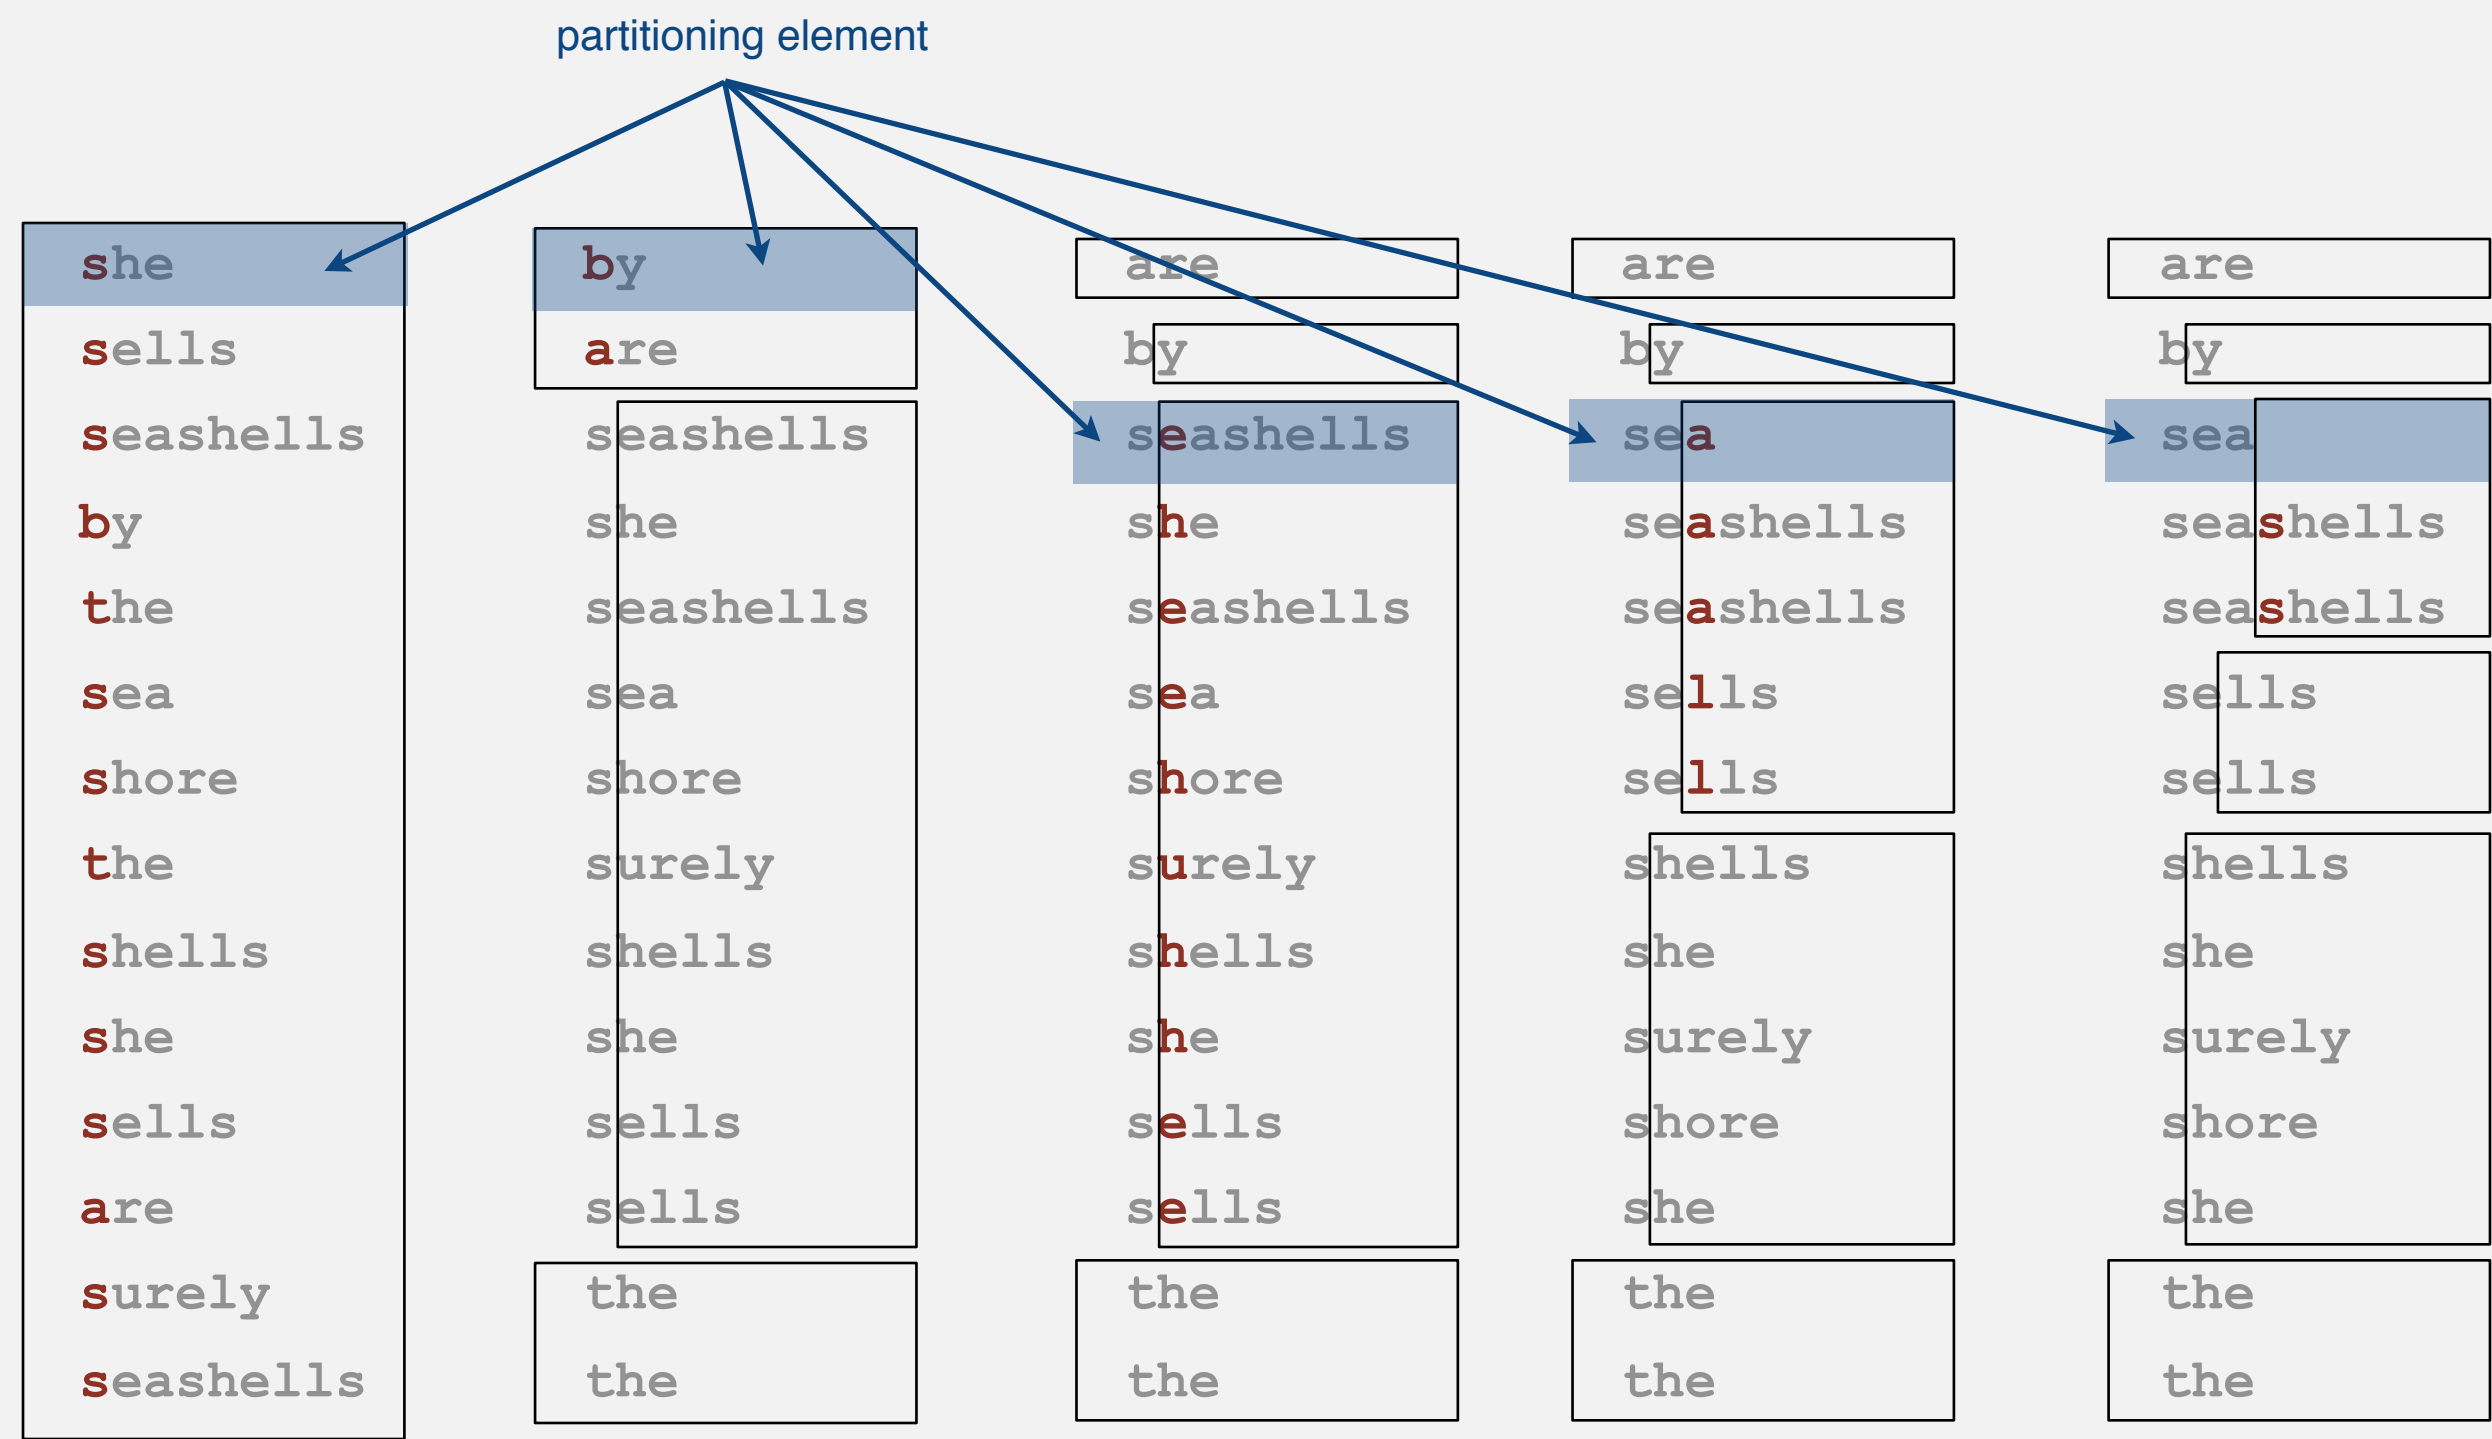 partitioning element
she by are are are
sells are by by by
seashells seashells seashells sea sea
by she she seashells seashells
the seashells seashells seashells seashells
sea sea sea sells sells
shore shore shore sells sells
the surely surely shells shells
shells shells shells she she
she she she surely surely
sells sells sells shore shore
are sells sells she she
surely the the the the
seashells the the the the